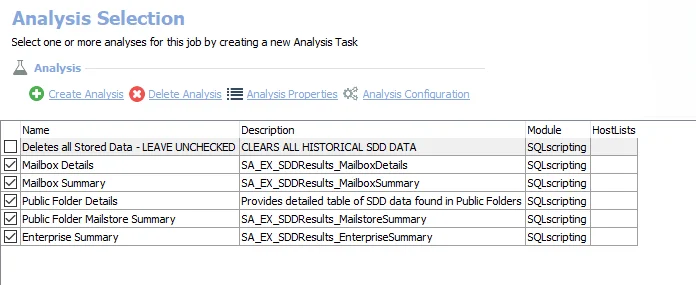 Analysis Selection
Select one or more analyses for this job by creating a new Analysis Task
Analysis
Create Analysis Delete Analysis Analysis Properties Analysis Configuration
Name Description Module HostLists
Deletes all Stored Data - LEAVE UNCHECKED CLEARS ALL HISTORICAL SDD DATA SQLscripting
Mailbox Details SA_EX_SDDResults_MailboxDetails SQLscripting
Mailbox Summary SA_EX_SDDResults_MailboxSummary SQLscripting
Public Folder Details Provides detailed table of SDD data found in Public Folders SQLscripting
Public Folder Mailstore Summary SA_EX_SDDResults_MailstoreSummary SQLscripting
Enterprise Summary SA_EX_SDDResults_EnterpriseSummary SQLscripting